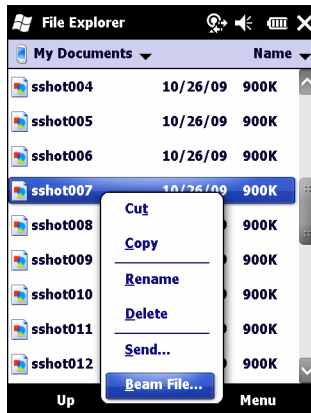 File Explorer
My Documents Name
sshot004 10/26/09 900K
sshot005 10/26/09 900K
sshot006 10/26/09 900K
sshot007 10/26/09 900K
Cut
sshot008 900K
Copy
sshot009 900K
Rename
sshot010 900K
Delete
sshot011 900K
Send...
sshot012 900K
Beam File...
Up Menu